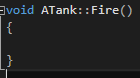 void ATank::Fire()
{
}